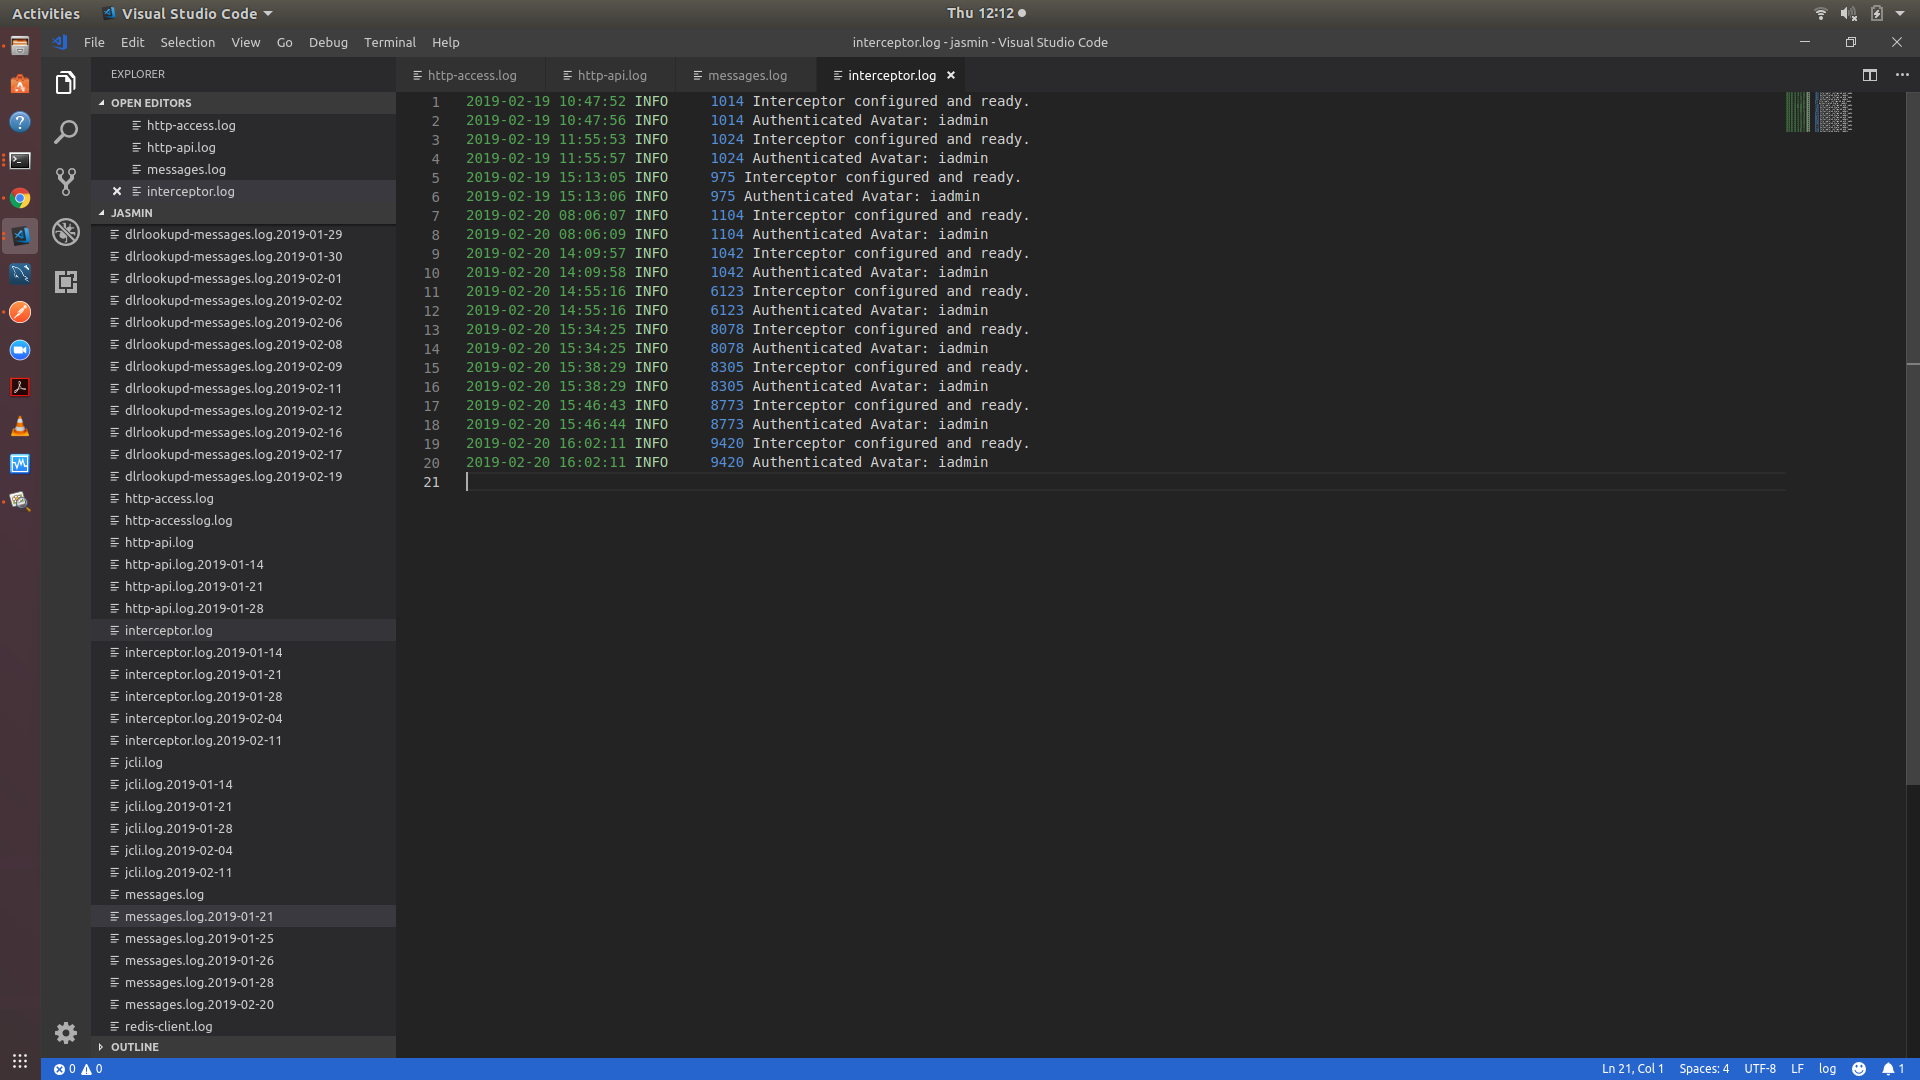 Activities Visual Studio Code Thu 12:12
File Edit Selection View Go Debug Terminal Help interceptor.log - jasmin - Visual Studio Code
EXPLORER
OPEN EDITORS
http-access.log
http-api.log
messages.log
interceptor.log
JASMIN
dlrlookupd-messages.log.2019-01-29
dlrlookupd-messages.log.2019-01-30
dlrlookupd-messages.log.2019-02-01
dlrlookupd-messages.log.2019-02-02
dlrlookupd-messages.log.2019-02-06
dlrlookupd-messages.log.2019-02-08
dlrlookupd-messages.log.2019-02-09
dlrlookupd-messages.log.2019-02-11
dlrlookupd-messages.log.2019-02-12
dlrlookupd-messages.log.2019-02-16
dlrlookupd-messages.log.2019-02-17
dlrlookupd-messages.log.2019-02-19
http-access.log
http-accesslog.log
http-api.log
http-api.log.2019-01-14
http-api.log.2019-01-21
http-api.log.2019-01-28
interceptor.log
interceptor.log.2019-01-14
interceptor.log.2019-01-21
interceptor.log.2019-01-28
interceptor.log.2019-02-04
interceptor.log.2019-02-11
jcli.log
jcli.log.2019-01-14
jcli.log.2019-01-21
jcli.log.2019-01-28
jcli.log.2019-02-04
jcli.log.2019-02-11
messages.log
messages.log.2019-01-21
messages.log.2019-01-25
messages.log.2019-01-26
messages.log.2019-01-28
messages.log.2019-02-20
redis-client.log
OUTLINE
http-access.log http-api.log messages.log interceptor.log
1 2019-02-19 10:47:52 INFO 1014 Interceptor configured and ready.
2 2019-02-19 10:47:56 INFO 1014 Authenticated Avatar: iadmin
3 2019-02-19 11:55:53 INFO 1024 Interceptor configured and ready.
4 2019-02-19 11:55:57 INFO 1024 Authenticated Avatar: iadmin
5 2019-02-19 15:13:05 INFO 975 Interceptor configured and ready.
6 2019-02-19 15:13:06 INFO 975 Authenticated Avatar: iadmin
7 2019-02-20 08:06:07 INFO 1104 Interceptor configured and ready.
8 2019-02-20 08:06:09 INFO 1104 Authenticated Avatar: iadmin
9 2019-02-20 14:09:57 INFO 1042 Interceptor configured and ready.
10 2019-02-20 14:09:58 INFO 1042 Authenticated Avatar: iadmin
11 2019-02-20 14:55:16 INFO 6123 Interceptor configured and ready.
12 2019-02-20 14:55:16 INFO 6123 Authenticated Avatar: iadmin
13 2019-02-20 15:34:25 INFO 8078 Interceptor configured and ready.
14 2019-02-20 15:34:25 INFO 8078 Authenticated Avatar: iadmin
15 2019-02-20 15:38:29 INFO 8305 Interceptor configured and ready.
16 2019-02-20 15:38:29 INFO 8305 Authenticated Avatar: iadmin
17 2019-02-20 15:46:43 INFO 8773 Interceptor configured and ready.
18 2019-02-20 15:46:44 INFO 8773 Authenticated Avatar: iadmin
19 2019-02-20 16:02:11 INFO 9420 Interceptor configured and ready.
20 2019-02-20 16:02:11 INFO 9420 Authenticated Avatar: iadmin
21
0 0 Ln 21, Col 1 Spaces: 4 UTF-8 LF log 1